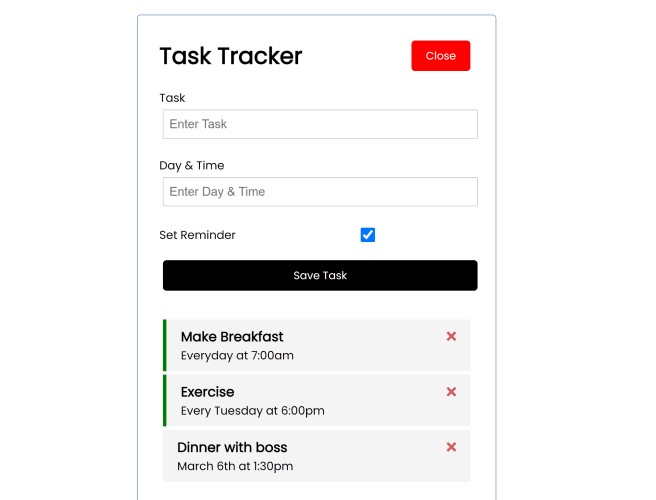 Task Tracker
Close
Task
Enter Task
Day & Time
Enter Day & Time
Set Reminder
Save Task
Make Breakfast
Everyday at 7:00am
Exercise
Every Tuesday at 6:00pm
Dinner with boss
March 6th at 1:30pm